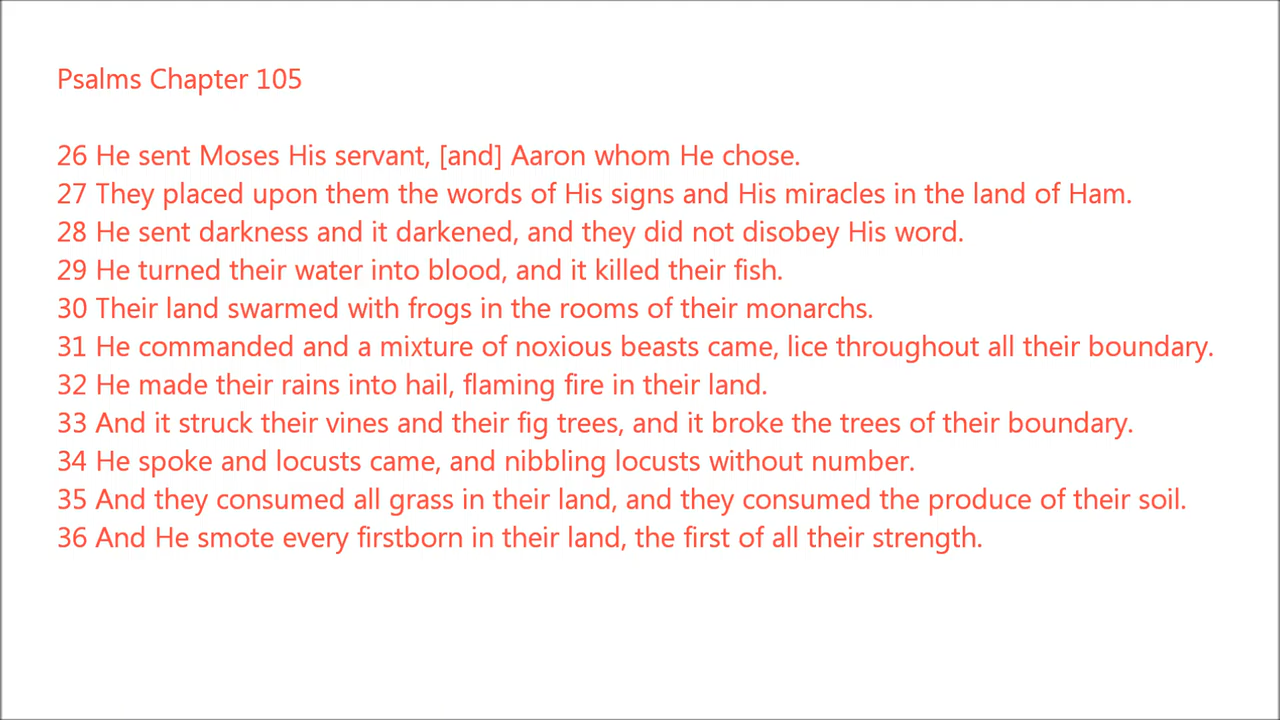 Psalms Chapter 105
26 He sent Moses His servant, [and] Aaron whom He chose.
27 They placed upon them the words of His signs and His miracles in the land of Ham.
28 He sent darkness and it darkened, and they did not disobey His word.
29 He turned their water into blood, and it killed their fish.
30 Their land swarmed with frogs in the rooms of their monarchs.
31 He commanded and a mixture of noxious beasts came, lice throughout all their boundary.
32 He made their rains into hail, flaming fire in their land.
33 And it struck their vines and their fig trees, and it broke the trees of their boundary.
34 He spoke and locusts came, and nibbling locusts without number.
35 And they consumed all grass in their land, and they consumed the produce of their soil.
36 And He smote every firstborn in their land, the first of all their strength.